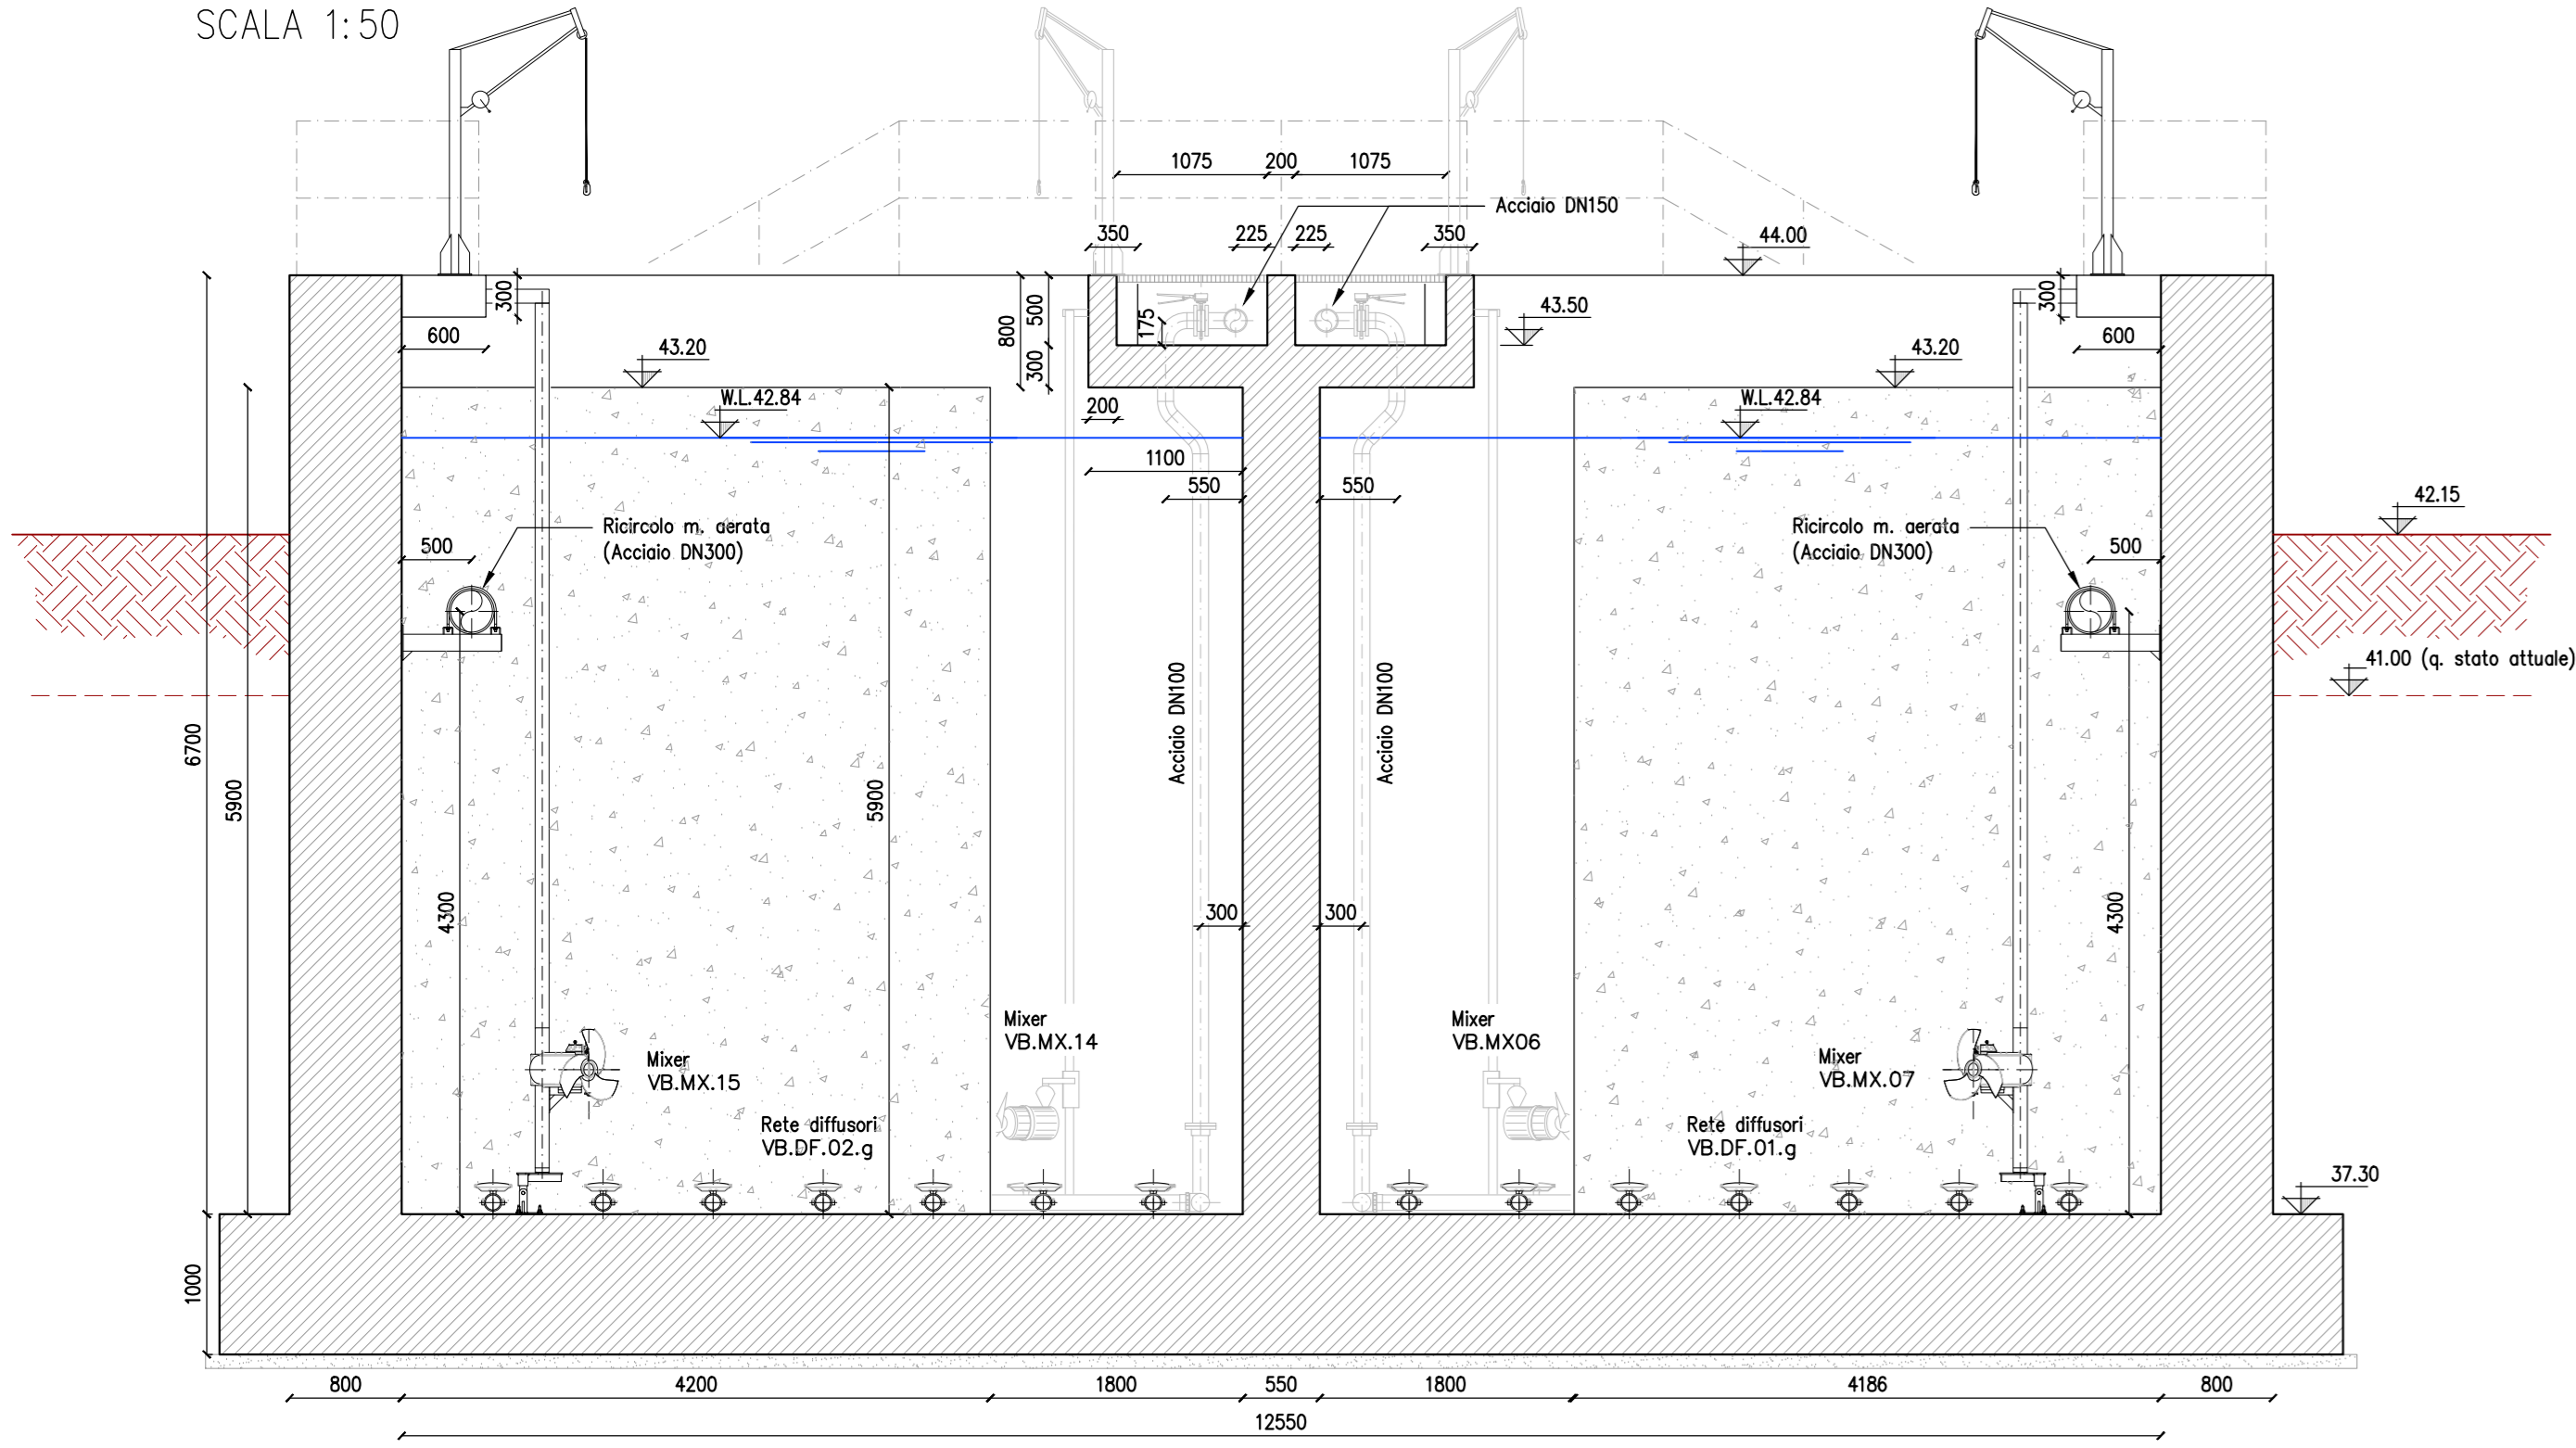 SCALA 1:50
1075
200
1075
Acciaio DN150
350
225
225
350
44.00
300
800
500
175
300
43.50
300
600
43.20
43.20
600
W.L.42.84
W.L.42.84
200
1100
550
550
42.15
Ricircolo m. aerata
(Acciaio DN300)
500
Ricircolo m. aerata
(Acciaio DN300)
500
41.00 (q. stato attuale)
Acciaio DN100
Acciaio DN100
6700
5900
5900
4300
300
300
4300
Mixer
VB.MX.14
Mixer
VB.MX06
Mixer
VB.MX.15
Mixer
VB.MX.07
Rete diffusori
VB.DF.02.g
Rete diffusori
VB.DF.01.g
37.30
1000
800
4200
1800
550
1800
4186
800
12550